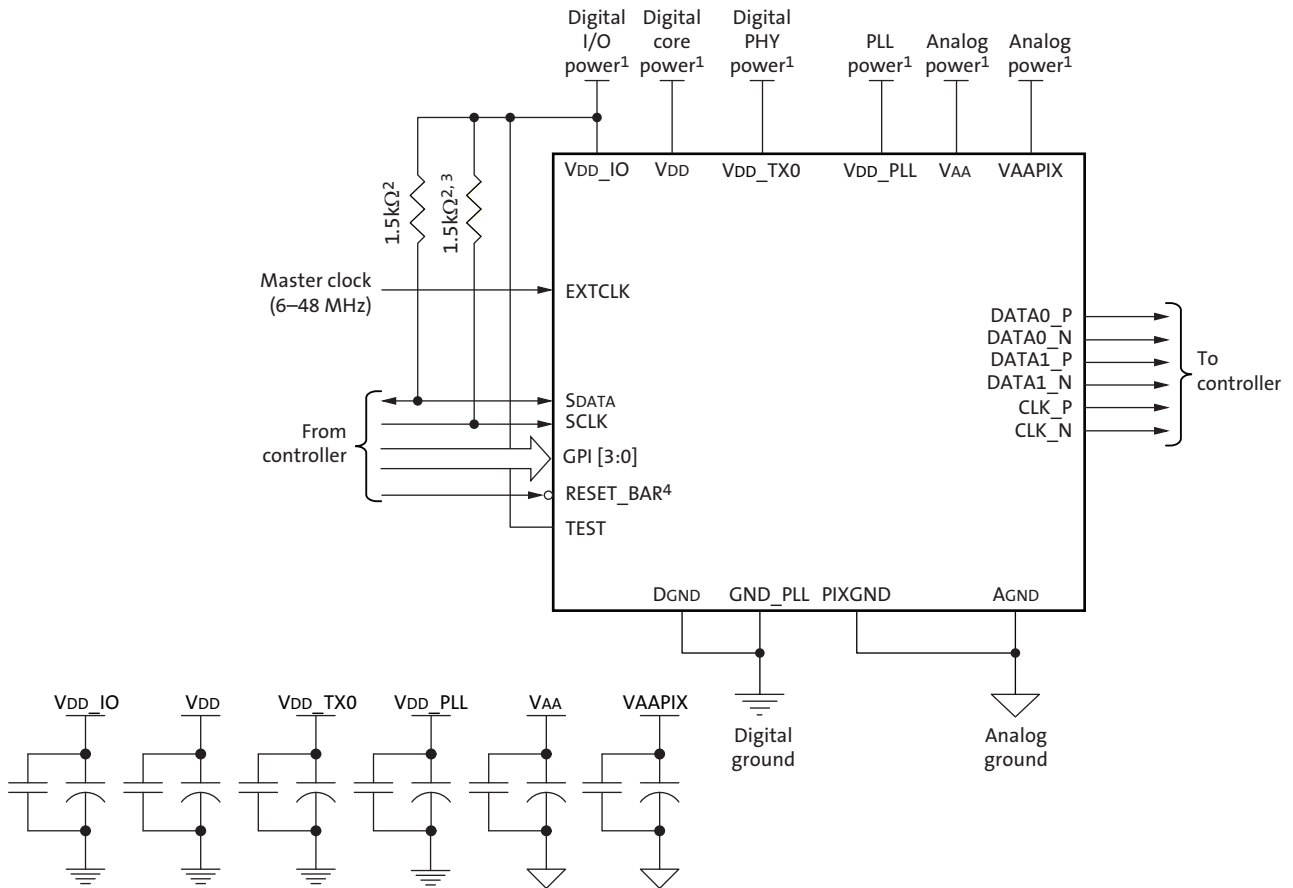 Digital
I/O
power¹
Digital
core
power¹
Digital
PHY
power¹
PLL
power¹
Analog
power¹
Analog
power¹
VDD_IO
VDD
VDD_TX0
VDD_PLL
VAA
VAAPIX
1.5kΩ²
1.5kΩ²,³
Master clock
(6–48 MHz)
EXTCLK
From
controller
SDATA
SCLK
GPI [3:0]
RESET_BAR⁴
TEST
DATA0_P
DATA0_N
DATA1_P
DATA1_N
CLK_P
CLK_N
To
controller
DGND
GND_PLL
PIXGND
AGND
Digital
ground
Analog
ground
VDD_IO
VDD
VDD_TX0
VDD_PLL
VAA
VAAPIX